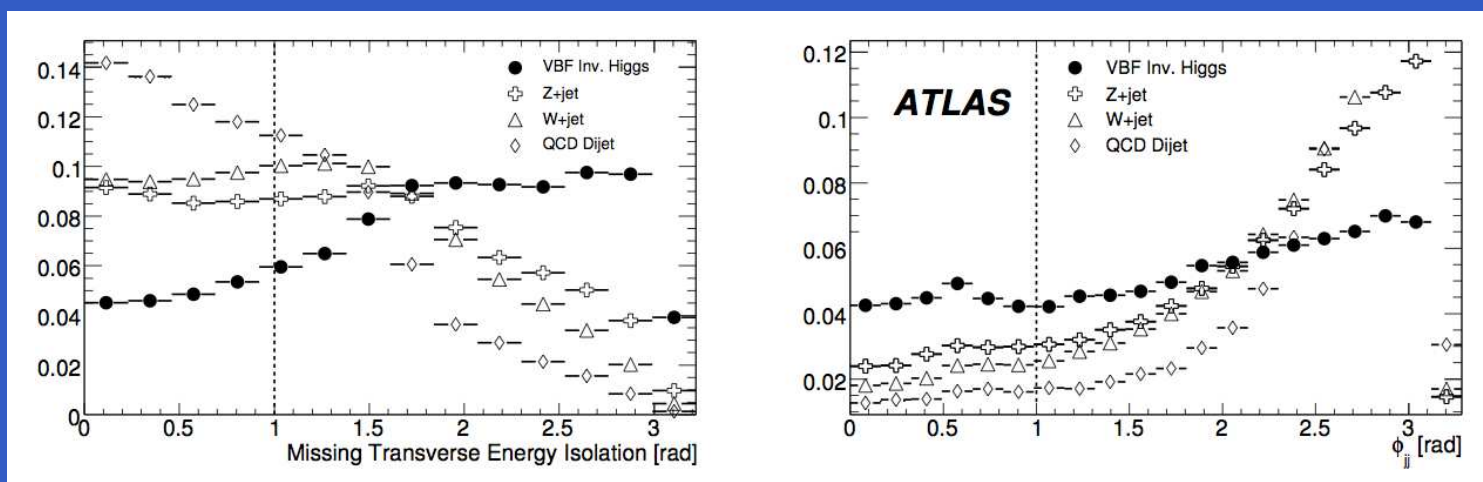 0.14
0.12
0.1
0.08
0.06
0.04
0.02
0
0 0.5 1 1.5 2 2.5 3
Missing Transverse Energy Isolation [rad]
VBF Inv. Higgs
Z+jet
W+jet
QCD Dijet
0.12
0.1
0.08
0.06
0.04
0.02
0 0.5 1 1.5 2 2.5 3
ϕjj [rad]
ATLAS
VBF Inv. Higgs
Z+jet
W+jet
QCD Dijet